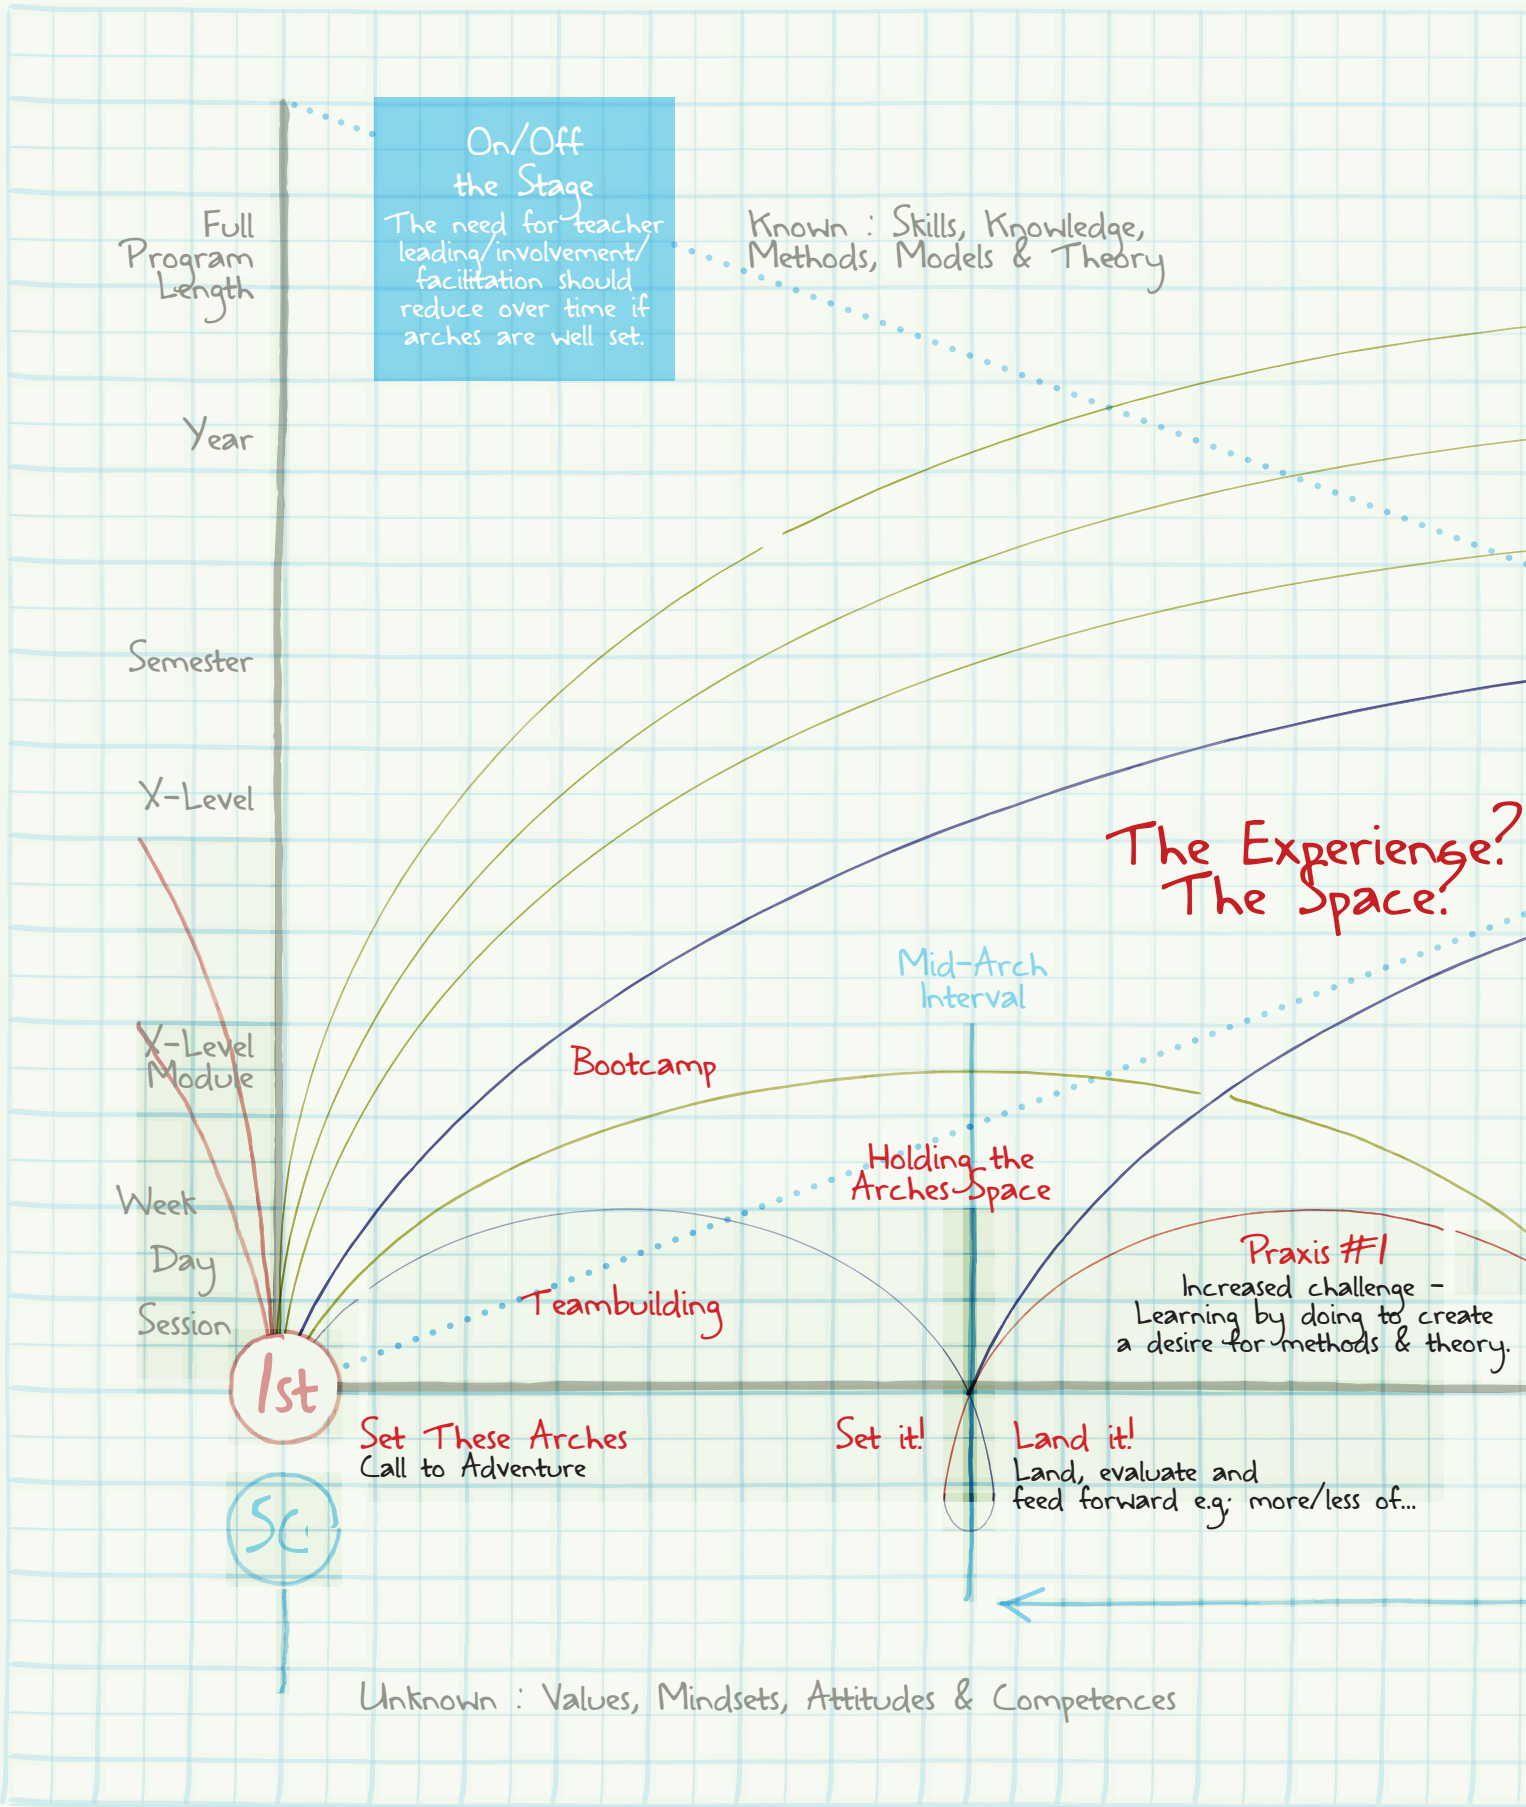 On/Off
the Stage
The need for teacher
leading/involvement/
facilitation should
reduce over time if
arches are well set.
Known : Skills, Knowledge,
Methods, Models & Theory
Full
Program
Length
Year
Semester
X-Level
The Experience?
The Space?
Mid-Arch
Interval
X-Level
Module
Bootcamp
Holding the
Arches Space
Week
Day
Session
Teambuilding
Praxis #1
Increased challenge -
Learning by doing to create
a desire for methods & theory.
1st
Set These Arches
Call to Adventure
Set it!
Land it!
Land, evaluate and
feed forward e.g; more/less of...
Sc
Unknown : Values, Mindsets, Attitudes & Competences